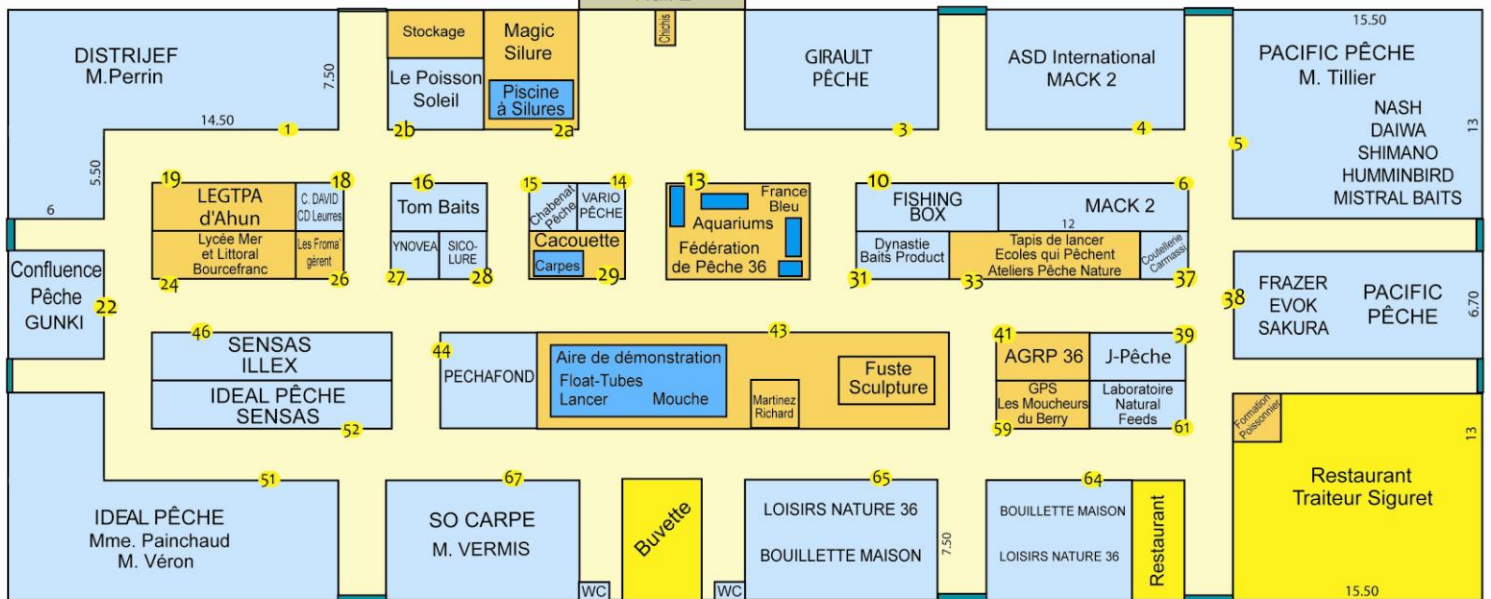 DISTRIJEF
M.Perrin
7.50
14.50
1
5.50
6
Stockage
Le Poisson
Soleil
2b
Magic
Silure
Piscine
à Silures
2a
Chichis
GIRAULT
PÊCHE
3
ASD International
MACK 2
4
15.50
PACIFIC PÊCHE
M. Tillier
NASH
DAIWA
SHIMANO
HUMMINBIRD
MISTRAL BAITS
13
5
19
LEGTPA
d'Ahun
18
C. DAVID
CD Leurres
Lycée Mer
et Littoral
Bourcefranc
24
Les Froma'
gèrent
26
16
Tom Baits
YNOVEA
27
SICO-
LURE
28
15
Chabenat
Pêche
14
VARIO
PÊCHE
Cacouette
Carpes
29
13
France
Bleu
Aquariums
Fédération
de Pêche 36
10
FISHING
BOX
6
MACK 2
12
Dynastie
Baits Product
31
Tapis de lancer
Ecoles qui Pêchent
Ateliers Pêche Nature
33
Coutellerie
Carmassi
37
Confluence
Pêche
GUNKI
22
38
FRAZER
EVOK
SAKURA
PACIFIC
PÊCHE
6.70
46
SENSAS
ILLEX
IDEAL PÊCHE
SENSAS
52
44
PECHAFOND
43
Aire de démonstration
Float-Tubes
Lancer Mouche
Martinez
Richard
Fuste
Sculpture
41
AGRP 36
39
J-Pêche
GPS
Les Moucheurs
du Berry
59
Laboratoire
Natural
Feeds
61
Formation
Poissonnier
13
Restaurant
Traiteur Siguret
15.50
51
IDEAL PÊCHE
Mme. Painchaud
M. Véron
67
SO CARPE
M. VERMIS
WC
Buvette
WC
65
LOISIRS NATURE 36
BOUILLETTE MAISON
7.50
64
BOUILLETTE MAISON
LOISIRS NATURE 36
Restaurant